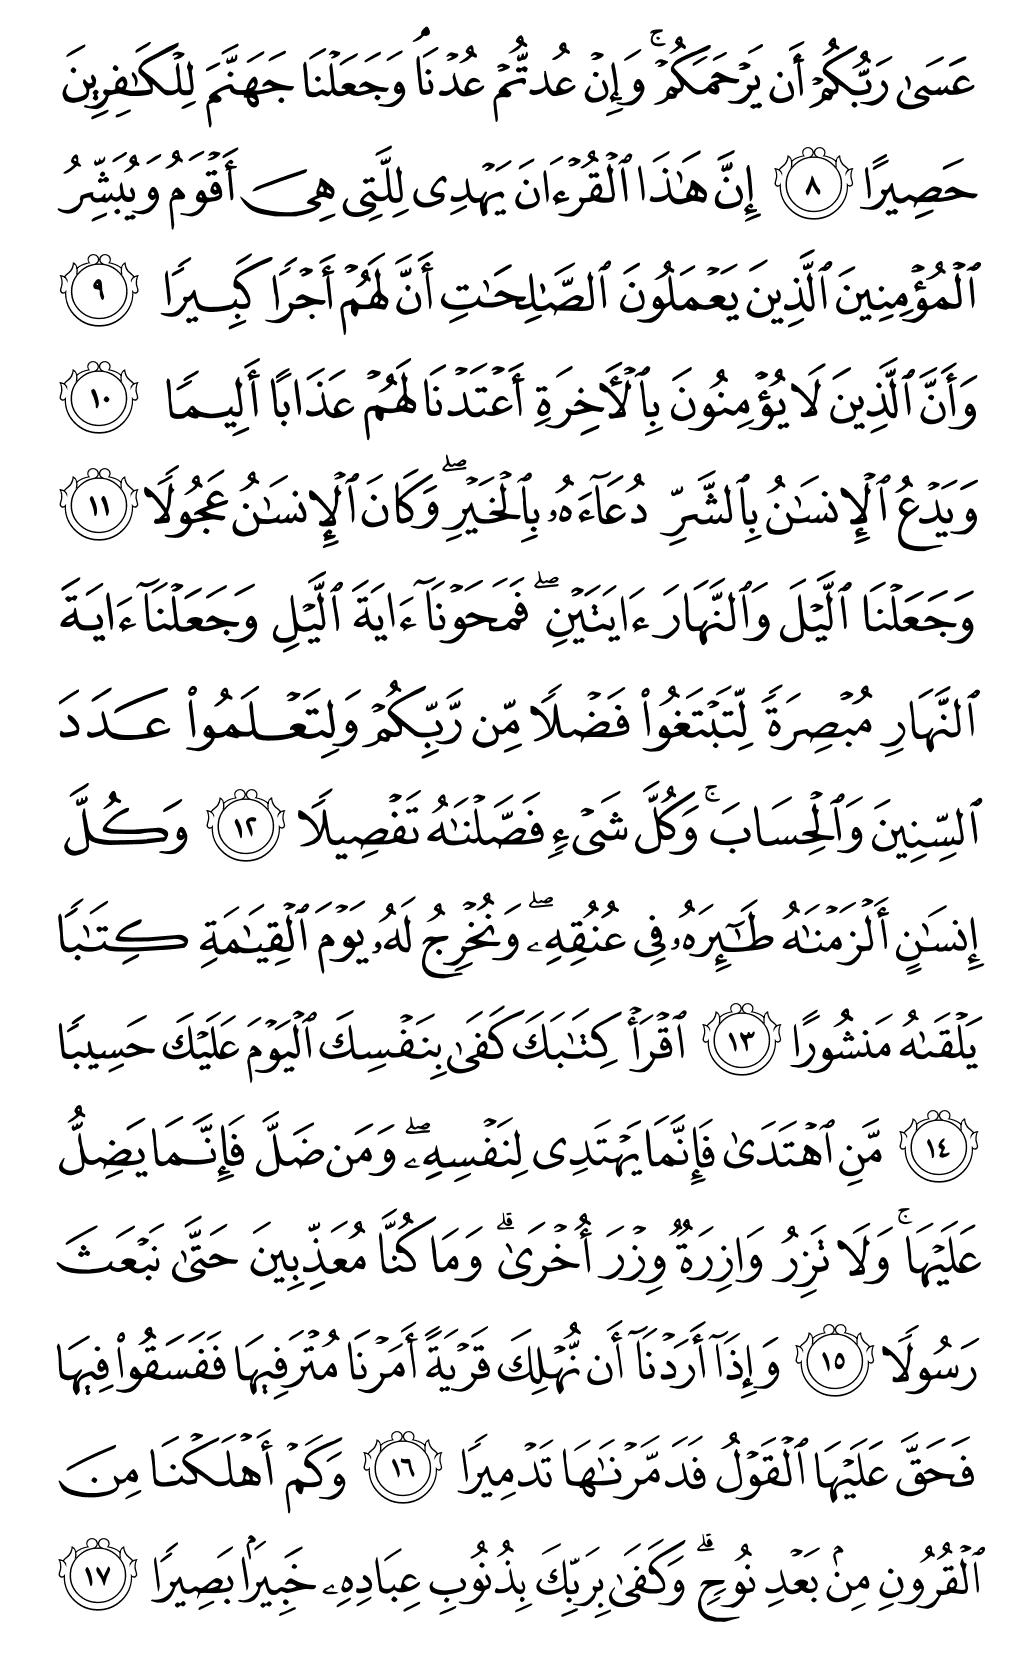 عَسَىٰ رَبُّكُمْ أَن يَرْحَمَكُمْ ۚ وَإِنْ عُدتُّمْ عُدْنَا ۘ وَجَعَلْنَا جَهَنَّمَ لِلْكَٰفِرِينَ
حَصِيرًا ٨ إِنَّ هَٰذَا ٱلْقُرْءَانَ يَهْدِى لِلَّتِى هِىَ أَقْوَمُ وَيُبَشِّرُ
ٱلْمُؤْمِنِينَ ٱلَّذِينَ يَعْمَلُونَ ٱلصَّٰلِحَٰتِ أَنَّ لَهُمْ أَجْرًا كَبِيرًا ٩
وَأَنَّ ٱلَّذِينَ لَا يُؤْمِنُونَ بِٱلْـَٔاخِرَةِ أَعْتَدْنَا لَهُمْ عَذَابًا أَلِيمًا ١٠
وَيَدْعُ ٱلْإِنسَٰنُ بِٱلشَّرِّ دُعَآءَهُۥ بِٱلْخَيْرِ ۖ وَكَانَ ٱلْإِنسَٰنُ عَجُولًا ١١
وَجَعَلْنَا ٱلَّيْلَ وَٱلنَّهَارَ ءَايَتَيْنِ ۖ فَمَحَوْنَآ ءَايَةَ ٱلَّيْلِ وَجَعَلْنَآ ءَايَةَ
ٱلنَّهَارِ مُبْصِرَةً لِّتَبْتَغُوا۟ فَضْلًا مِّن رَّبِّكُمْ وَلِتَعْلَمُوا۟ عَدَدَ
ٱلسِّنِينَ وَٱلْحِسَابَ ۚ وَكُلَّ شَىْءٍ فَصَّلْنَٰهُ تَفْصِيلًا ١٢ وَكُلَّ
إِنسَٰنٍ أَلْزَمْنَٰهُ طَٰٓئِرَهُۥ فِى عُنُقِهِۦ ۖ وَنُخْرِجُ لَهُۥ يَوْمَ ٱلْقِيَٰمَةِ كِتَٰبًا
يَلْقَىٰهُ مَنشُورًا ١٣ ٱقْرَأْ كِتَٰبَكَ كَفَىٰ بِنَفْسِكَ ٱلْيَوْمَ عَلَيْكَ حَسِيبًا
١٤ مَّنِ ٱهْتَدَىٰ فَإِنَّمَا يَهْتَدِى لِنَفْسِهِۦ ۖ وَمَن ضَلَّ فَإِنَّمَا يَضِلُّ
عَلَيْهَا ۚ وَلَا تَزِرُ وَازِرَةٌ وِزْرَ أُخْرَىٰ ۗ وَمَا كُنَّا مُعَذِّبِينَ حَتَّىٰ نَبْعَثَ
رَسُولًا ١٥ وَإِذَآ أَرَدْنَآ أَن نُّهْلِكَ قَرْيَةً أَمَرْنَا مُتْرَفِيهَا فَفَسَقُوا۟ فِيهَا
فَحَقَّ عَلَيْهَا ٱلْقَوْلُ فَدَمَّرْنَٰهَا تَدْمِيرًا ١٦ وَكَمْ أَهْلَكْنَا مِنَ
ٱلْقُرُونِ مِنۢ بَعْدِ نُوحٍ ۗ وَكَفَىٰ بِرَبِّكَ بِذُنُوبِ عِبَادِهِۦ خَبِيرًۢا بَصِيرًا ١٧